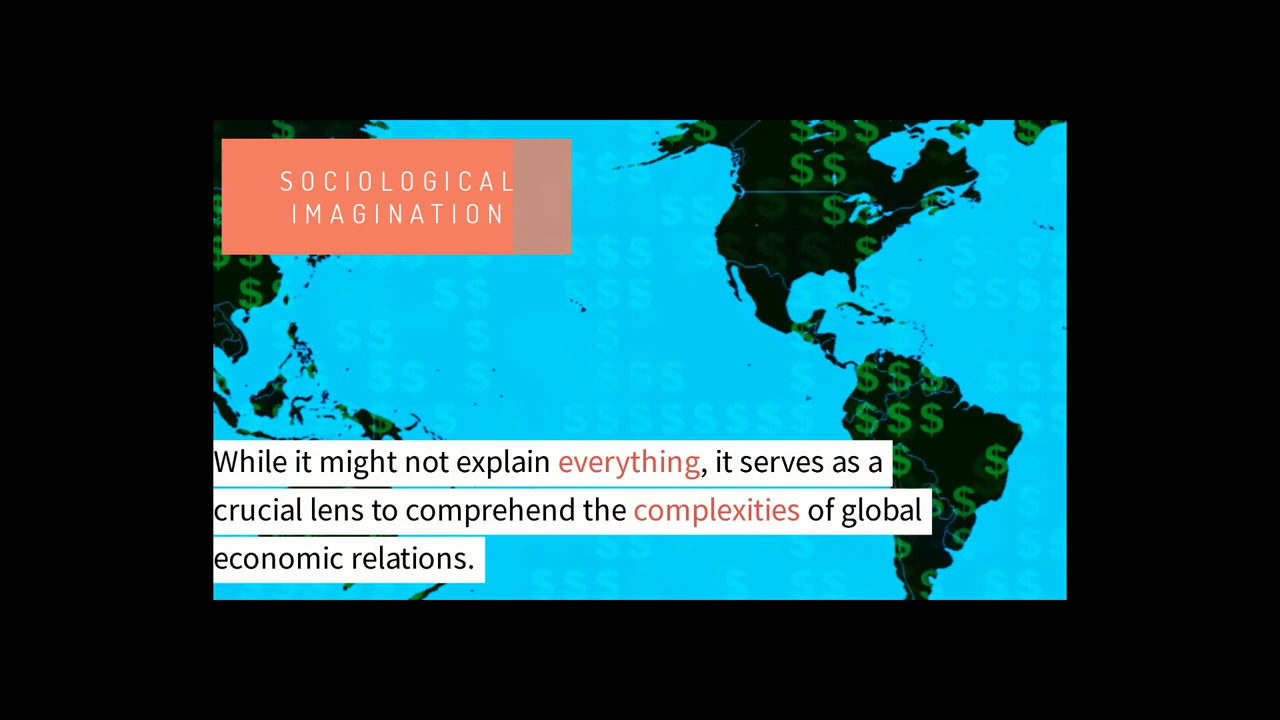 SOCIOLOGICAL
IMAGINATION
While it might not explain everything, it serves as a
crucial lens to comprehend the complexities of global
economic relations.